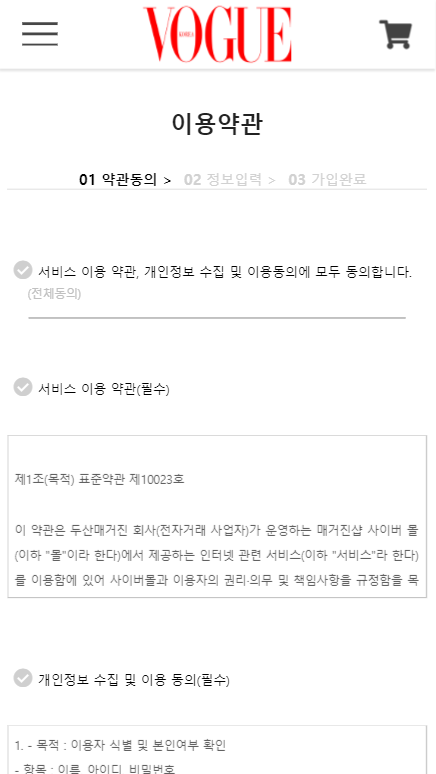 VOGUE
KOREA
이용약관
01 약관동의 > 02 정보입력 > 03 가입완료
서비스 이용 약관, 개인정보 수집 및 이용동의에 모두 동의합니다.
(전체동의)
서비스 이용 약관(필수)
제1조(목적) 표준약관 제10023호
이 약관은 두산매거진 회사(전자거래 사업자)가 운영하는 매거진샵 사이버 몰
(이하 "몰"이라 한다)에서 제공하는 인터넷 관련 서비스(이하 "서비스"라 한다)
를 이용함에 있어 사이버몰과 이용자의 권리·의무 및 책임사항을 규정함을 목
개인정보 수집 및 이용 동의(필수)
1. - 목적 : 이용자 식별 및 본인여부 확인
- 항목 : 이름, 아이디, 비밀번호